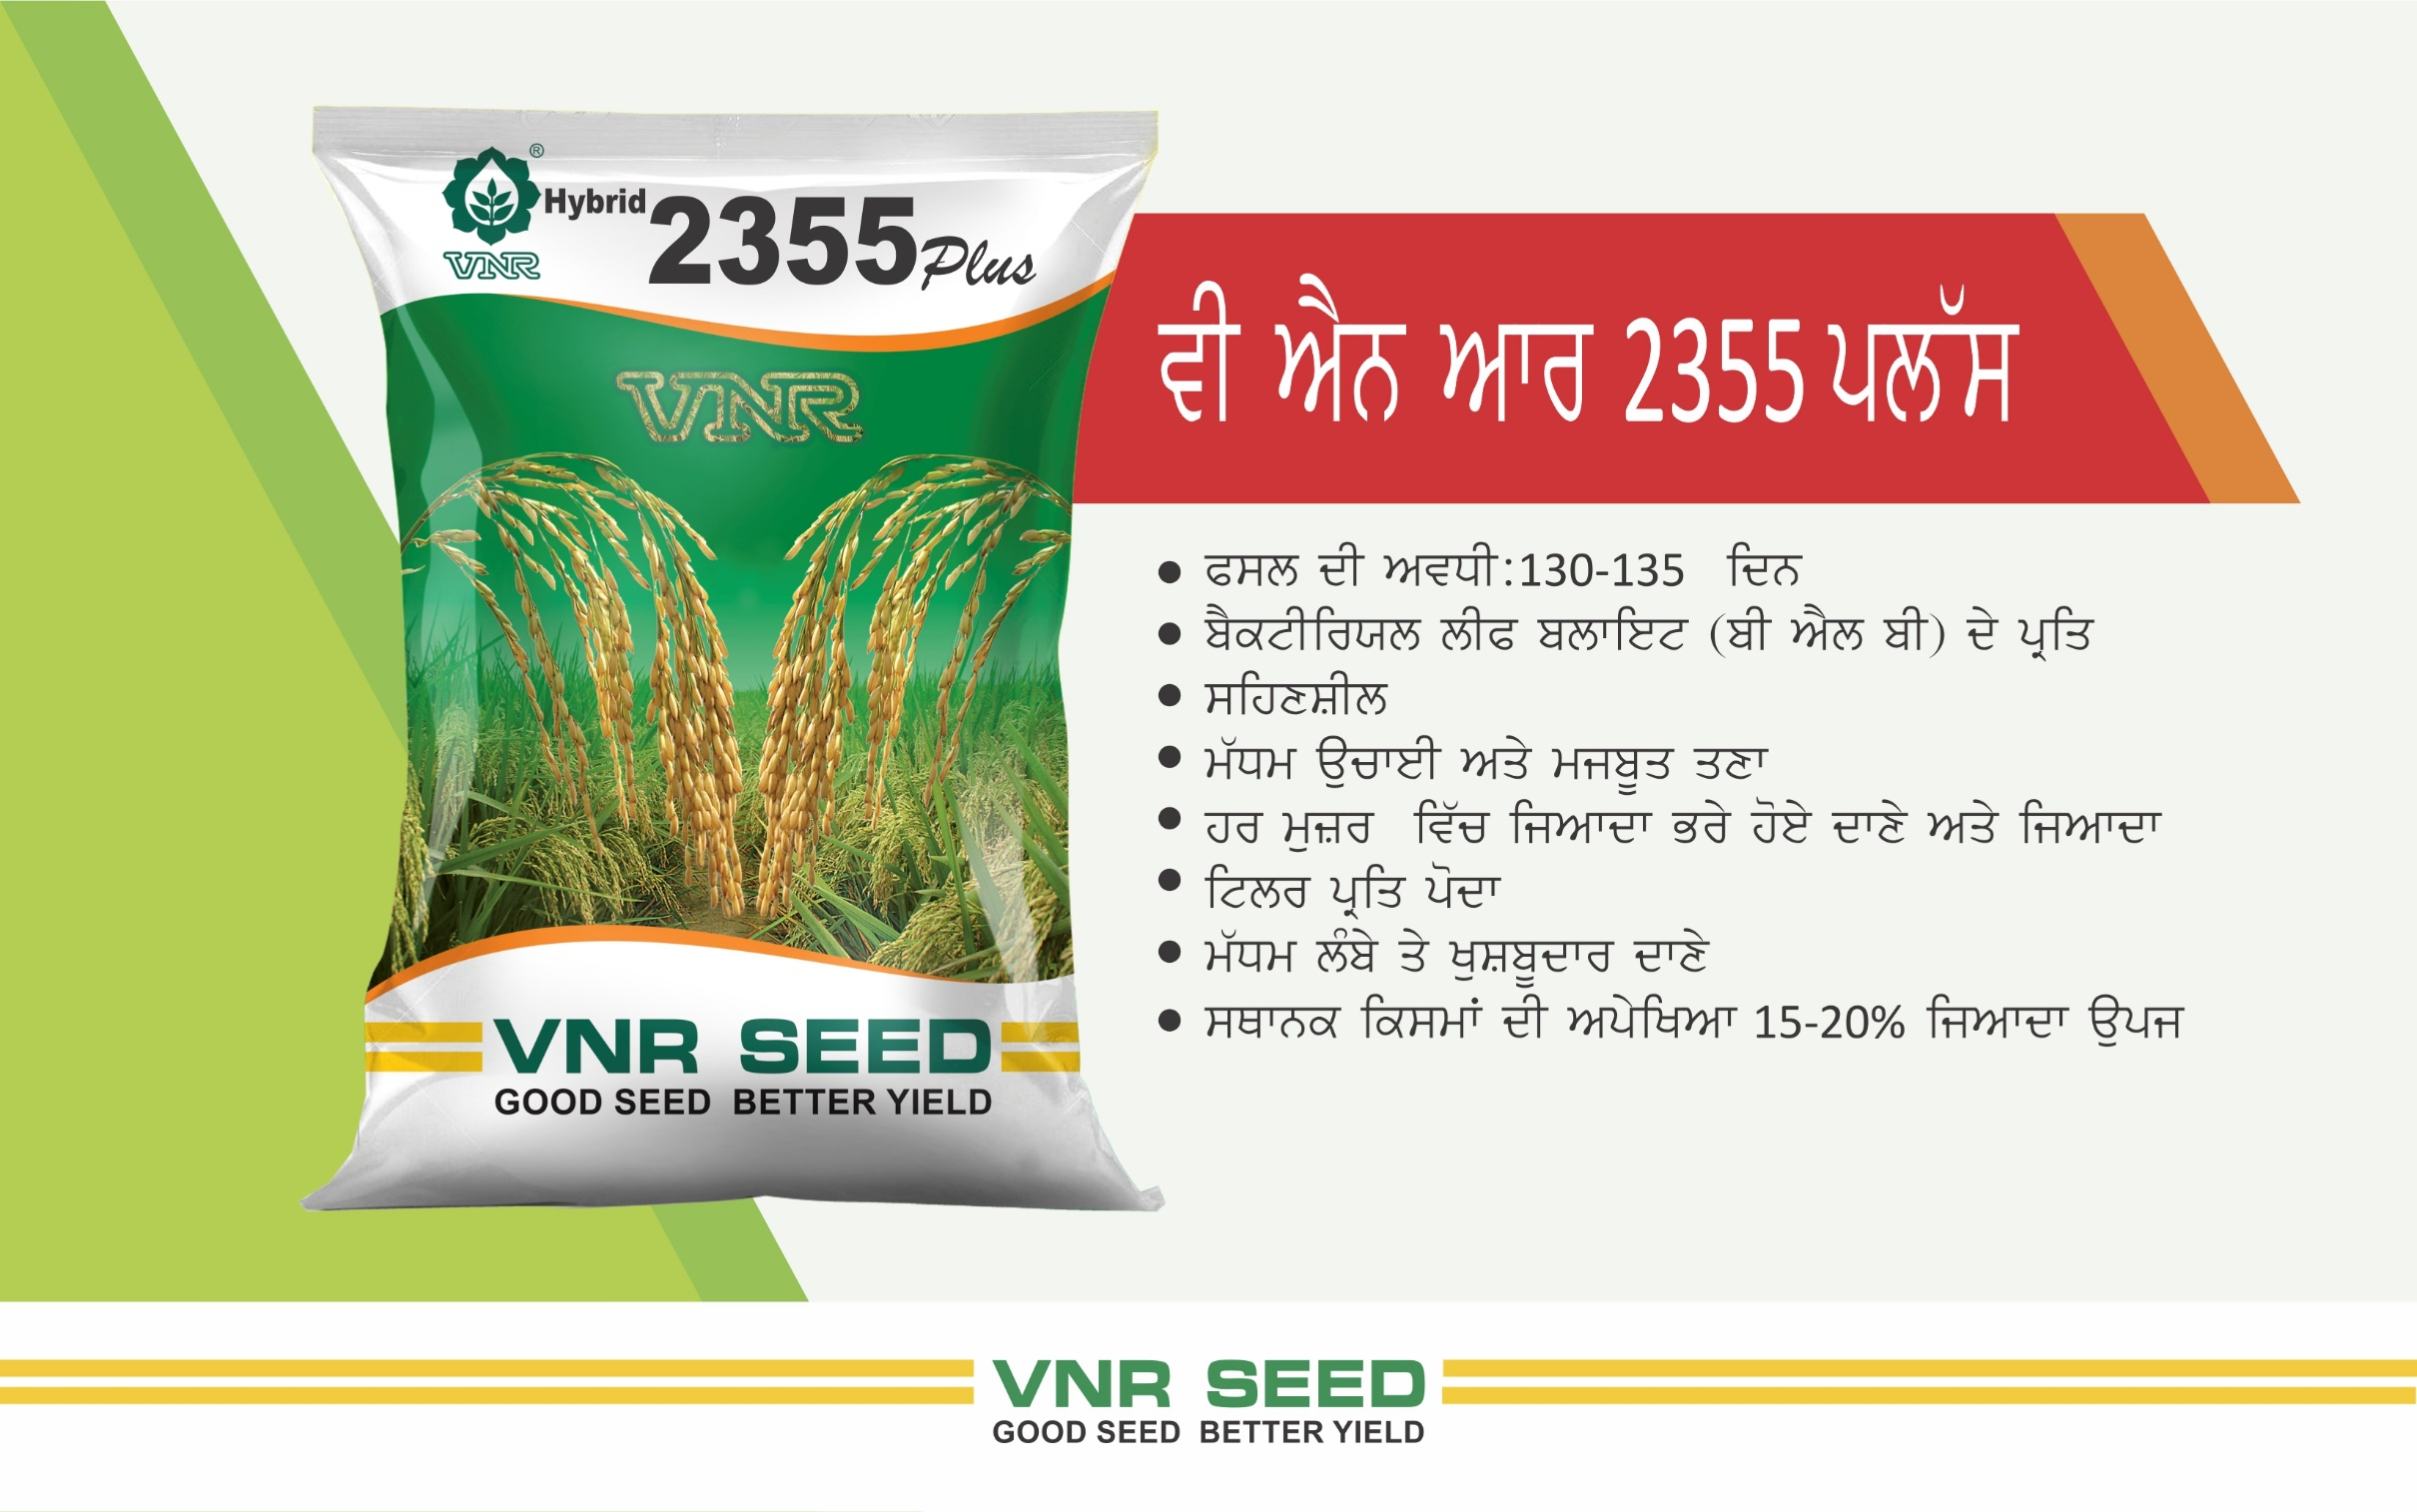 ®
Hybrid 2355 Plus
VNR
VNR
VNR SEED
GOOD SEED BETTER YIELD
ਵੀ ਐਨ ਆਰ 2355 ਪਲੱਸ
● ਫਸਲ ਦੀ ਅਵਧੀ:130-135 ਦਿਨ
● ਬੈਕਟੀਰਿਯਲ ਲੀਫ ਬਲਾਇਟ (ਬੀ ਐਲ ਬੀ) ਦੇ ਪ੍ਰਤਿ
● ਸਹਿਣਸ਼ੀਲ
● ਮੱਧਮ ਉਚਾਈ ਅਤੇ ਮਜਬੂਤ ਤਣਾ
● ਹਰ ਮੁਜ਼ਰ ਵਿੱਚ ਜਿਆਦਾ ਭਰੇ ਹੋਏ ਦਾਣੇ ਅਤੇ ਜਿਆਦਾ
● ਟਿਲਰ ਪ੍ਰਤਿ ਪੋਂਦਾ
● ਮੱਧਮ ਲੰਬੇ ਤੇ ਖੁਸ਼ਬੂਦਾਰ ਦਾਣੇ
● ਸਥਾਨਕ ਕਿਸਮਾਂ ਦੀ ਅਪੇਖਿਆ 15-20% ਜਿਆਦਾ ਉਪਜ
VNR SEED
GOOD SEED BETTER YIELD